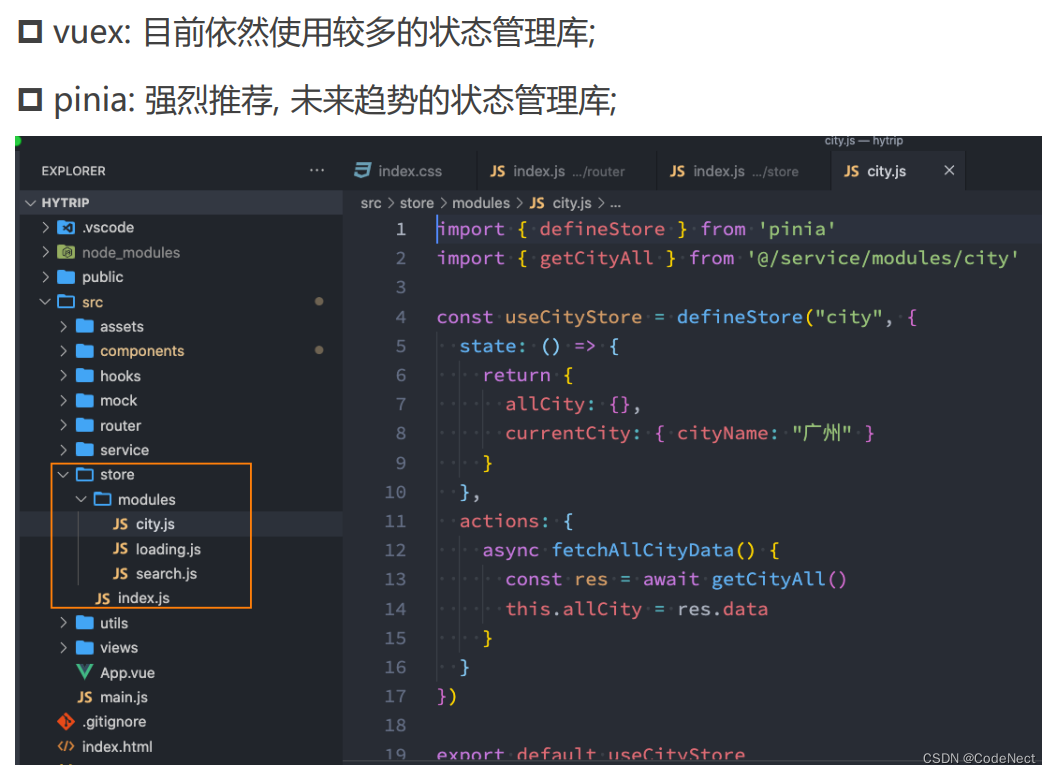 vuex: 目前依然使用较多的状态管理库;
pinia: 强烈推荐, 未来趋势的状态管理库;
city.js — hytrip
EXPLORER ...
index.css JS index.js .../router JS index.js .../store JS city.js ×
HYTRIP
src > store > modules > JS city.js > ...
.vscode
node_modules
public
src
assets
components
hooks
mock
router
service
store
modules
JS city.js
JS loading.js
JS search.js
JS index.js
utils
views
App.vue
JS main.js
.gitignore
index.html
1 import { defineStore } from 'pinia'
2 import { getCityAll } from '@/service/modules/city'
3
4 const useCityStore = defineStore("city", {
5 state: () => {
6 return {
7 allCity: {},
8 currentCity: { cityName: "广州" }
9 }
10 },
11 actions: {
12 async fetchAllCityData() {
13 const res = await getCityAll()
14 this.allCity = res.data
15 }
16 }
17 })
18
19 export default useCityStore
CSDN @CodeNect